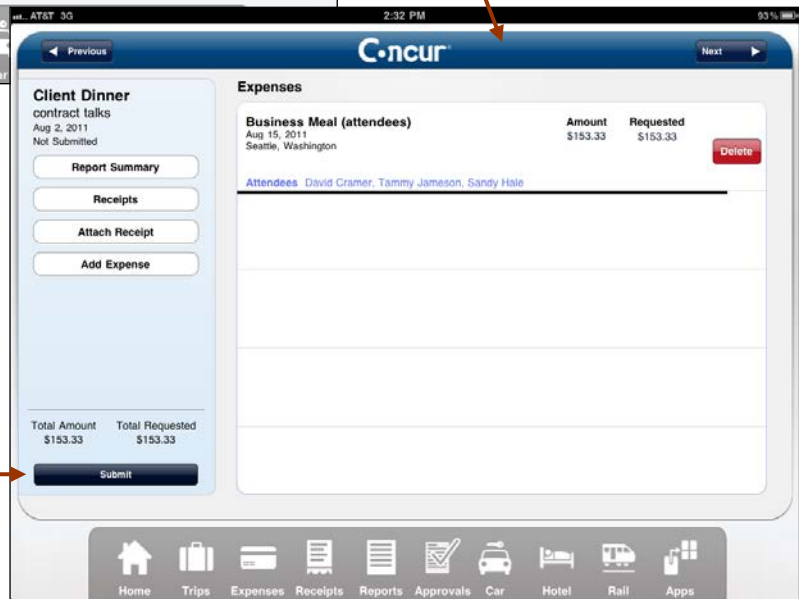 AT&T 3G
2:32 PM
93%
Previous
C•ncur
Next
Client Dinner
contract talks
Aug 2, 2011
Not Submitted
Report Summary
Receipts
Attach Receipt
Add Expense
Total Amount Total Requested
$153.33 $153.33
Submit
Expenses
Business Meal (attendees) Amount Requested
Aug 15, 2011 $153.33 $153.33
Seattle, Washington
Delete
Attendees David Cramer, Tammy Jameson, Sandy Hale
Home Trips Expenses Receipts Reports Approvals Car Hotel Rail Apps